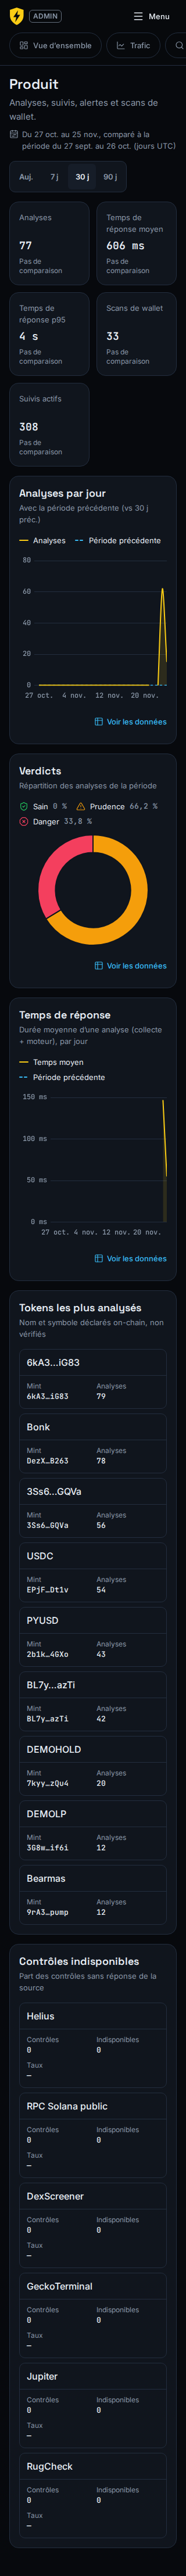 ADMIN
Menu
Vue d'ensemble
Trafic
Produit
Analyses, suivis, alertes et scans de
wallet.
Du 27 oct. au 25 nov., comparé à la
période du 27 sept. au 26 oct. (jours UTC)
Auj. 7 j 30 j 90 j
Analyses
77
Pas de
comparaison
Temps de
réponse moyen
606 ms
Pas de
comparaison
Temps de
réponse p95
4 s
Pas de
comparaison
Scans de wallet
33
Pas de
comparaison
Suivis actifs
308
Pas de
comparaison
Analyses par jour
Avec la période précédente (vs 30 j
préc.)
Analyses Période précédente
80
60
40
20
0
27 oct. 4 nov. 12 nov. 20 nov.
Voir les données
Verdicts
Répartition des analyses de la période
Sain 0 % Prudence 66,2 %
Danger 33,8 %
Voir les données
Temps de réponse
Durée moyenne d'une analyse (collecte
+ moteur), par jour
Temps moyen
Période précédente
150 ms
100 ms
50 ms
0 ms
27 oct. 4 nov. 12 nov. 20 nov.
Voir les données
Tokens les plus analysés
Nom et symbole déclarés on-chain, non
vérifiés
6kA3…iG83
Mint Analyses
6kA3…iG83 79
Bonk
Mint Analyses
DezX…B263 78
3Ss6…GQVa
Mint Analyses
3Ss6…GQVa 56
USDC
Mint Analyses
EPjF…Dt1v 54
PYUSD
Mint Analyses
2b1k…4GXo 43
BL7y…azTi
Mint Analyses
BL7y…azTi 42
DEMOHOLD
Mint Analyses
7kyy…zQu4 20
DEMOLP
Mint Analyses
3G8w…if6i 12
Bearmas
Mint Analyses
9rA3…pump 12
Contrôles indisponibles
Part des contrôles sans réponse de la
source
Helius
Contrôles Indisponibles
0 0
Taux
—
RPC Solana public
Contrôles Indisponibles
0 0
Taux
—
DexScreener
Contrôles Indisponibles
0 0
Taux
—
GeckoTerminal
Contrôles Indisponibles
0 0
Taux
—
Jupiter
Contrôles Indisponibles
0 0
Taux
—
RugCheck
Contrôles Indisponibles
0 0
Taux
—